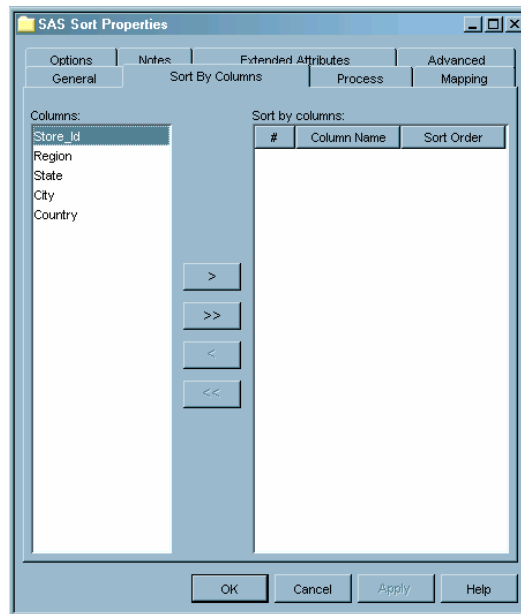 SAS Sort Properties
Options Notes Extended Attributes Advanced
General Sort By Columns Process Mapping
Columns:
Store_Id
Region
State
City
Country
>
>>
<
<<
Sort by columns:
# Column Name Sort Order
OK Cancel Apply Help